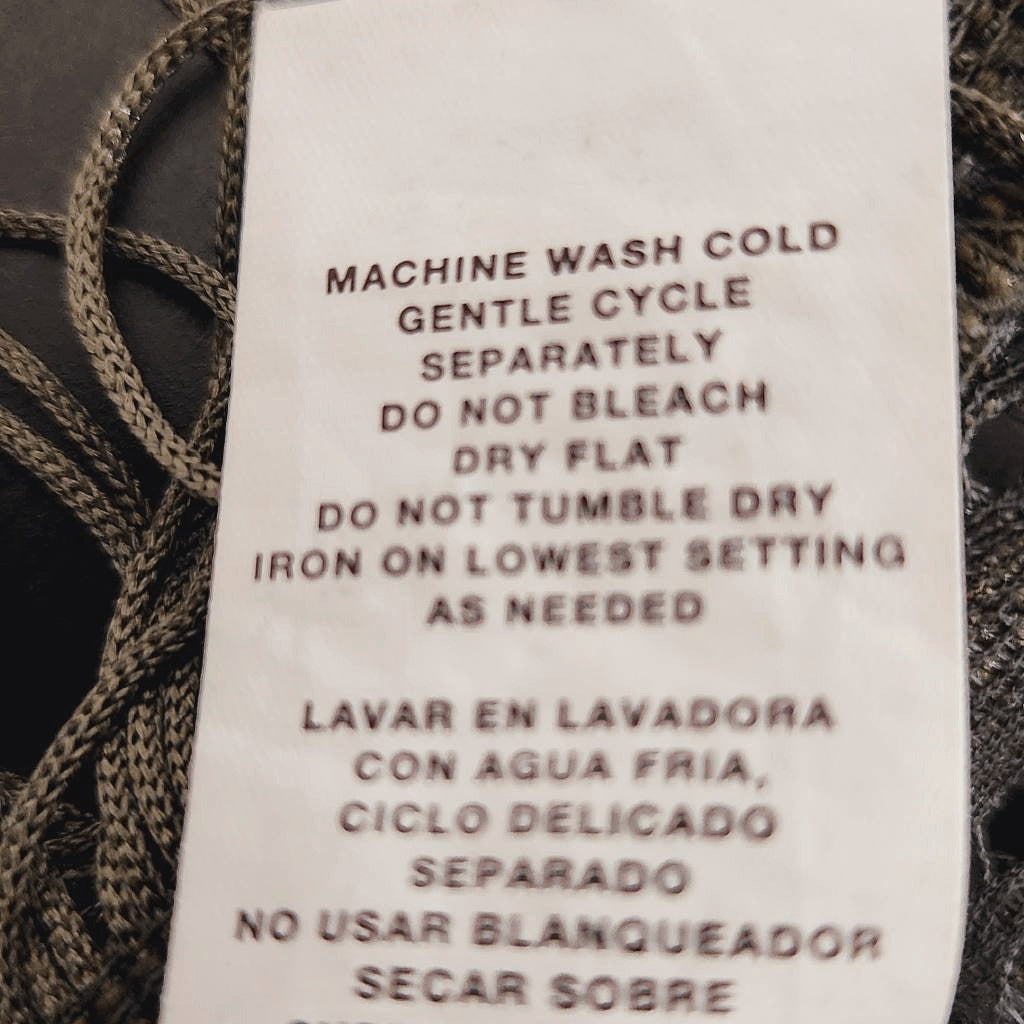 MACHINE WASH COLD
GENTLE CYCLE
SEPARATELY
DO NOT BLEACH
DRY FLAT
DO NOT TUMBLE DRY
IRON ON LOWEST SETTING
AS NEEDED
LAVAR EN LAVADORA
CON AGUA FRIA,
CICLO DELICADO
SEPARADO
NO USAR BLANQUEADOR
SECAR SOBRE